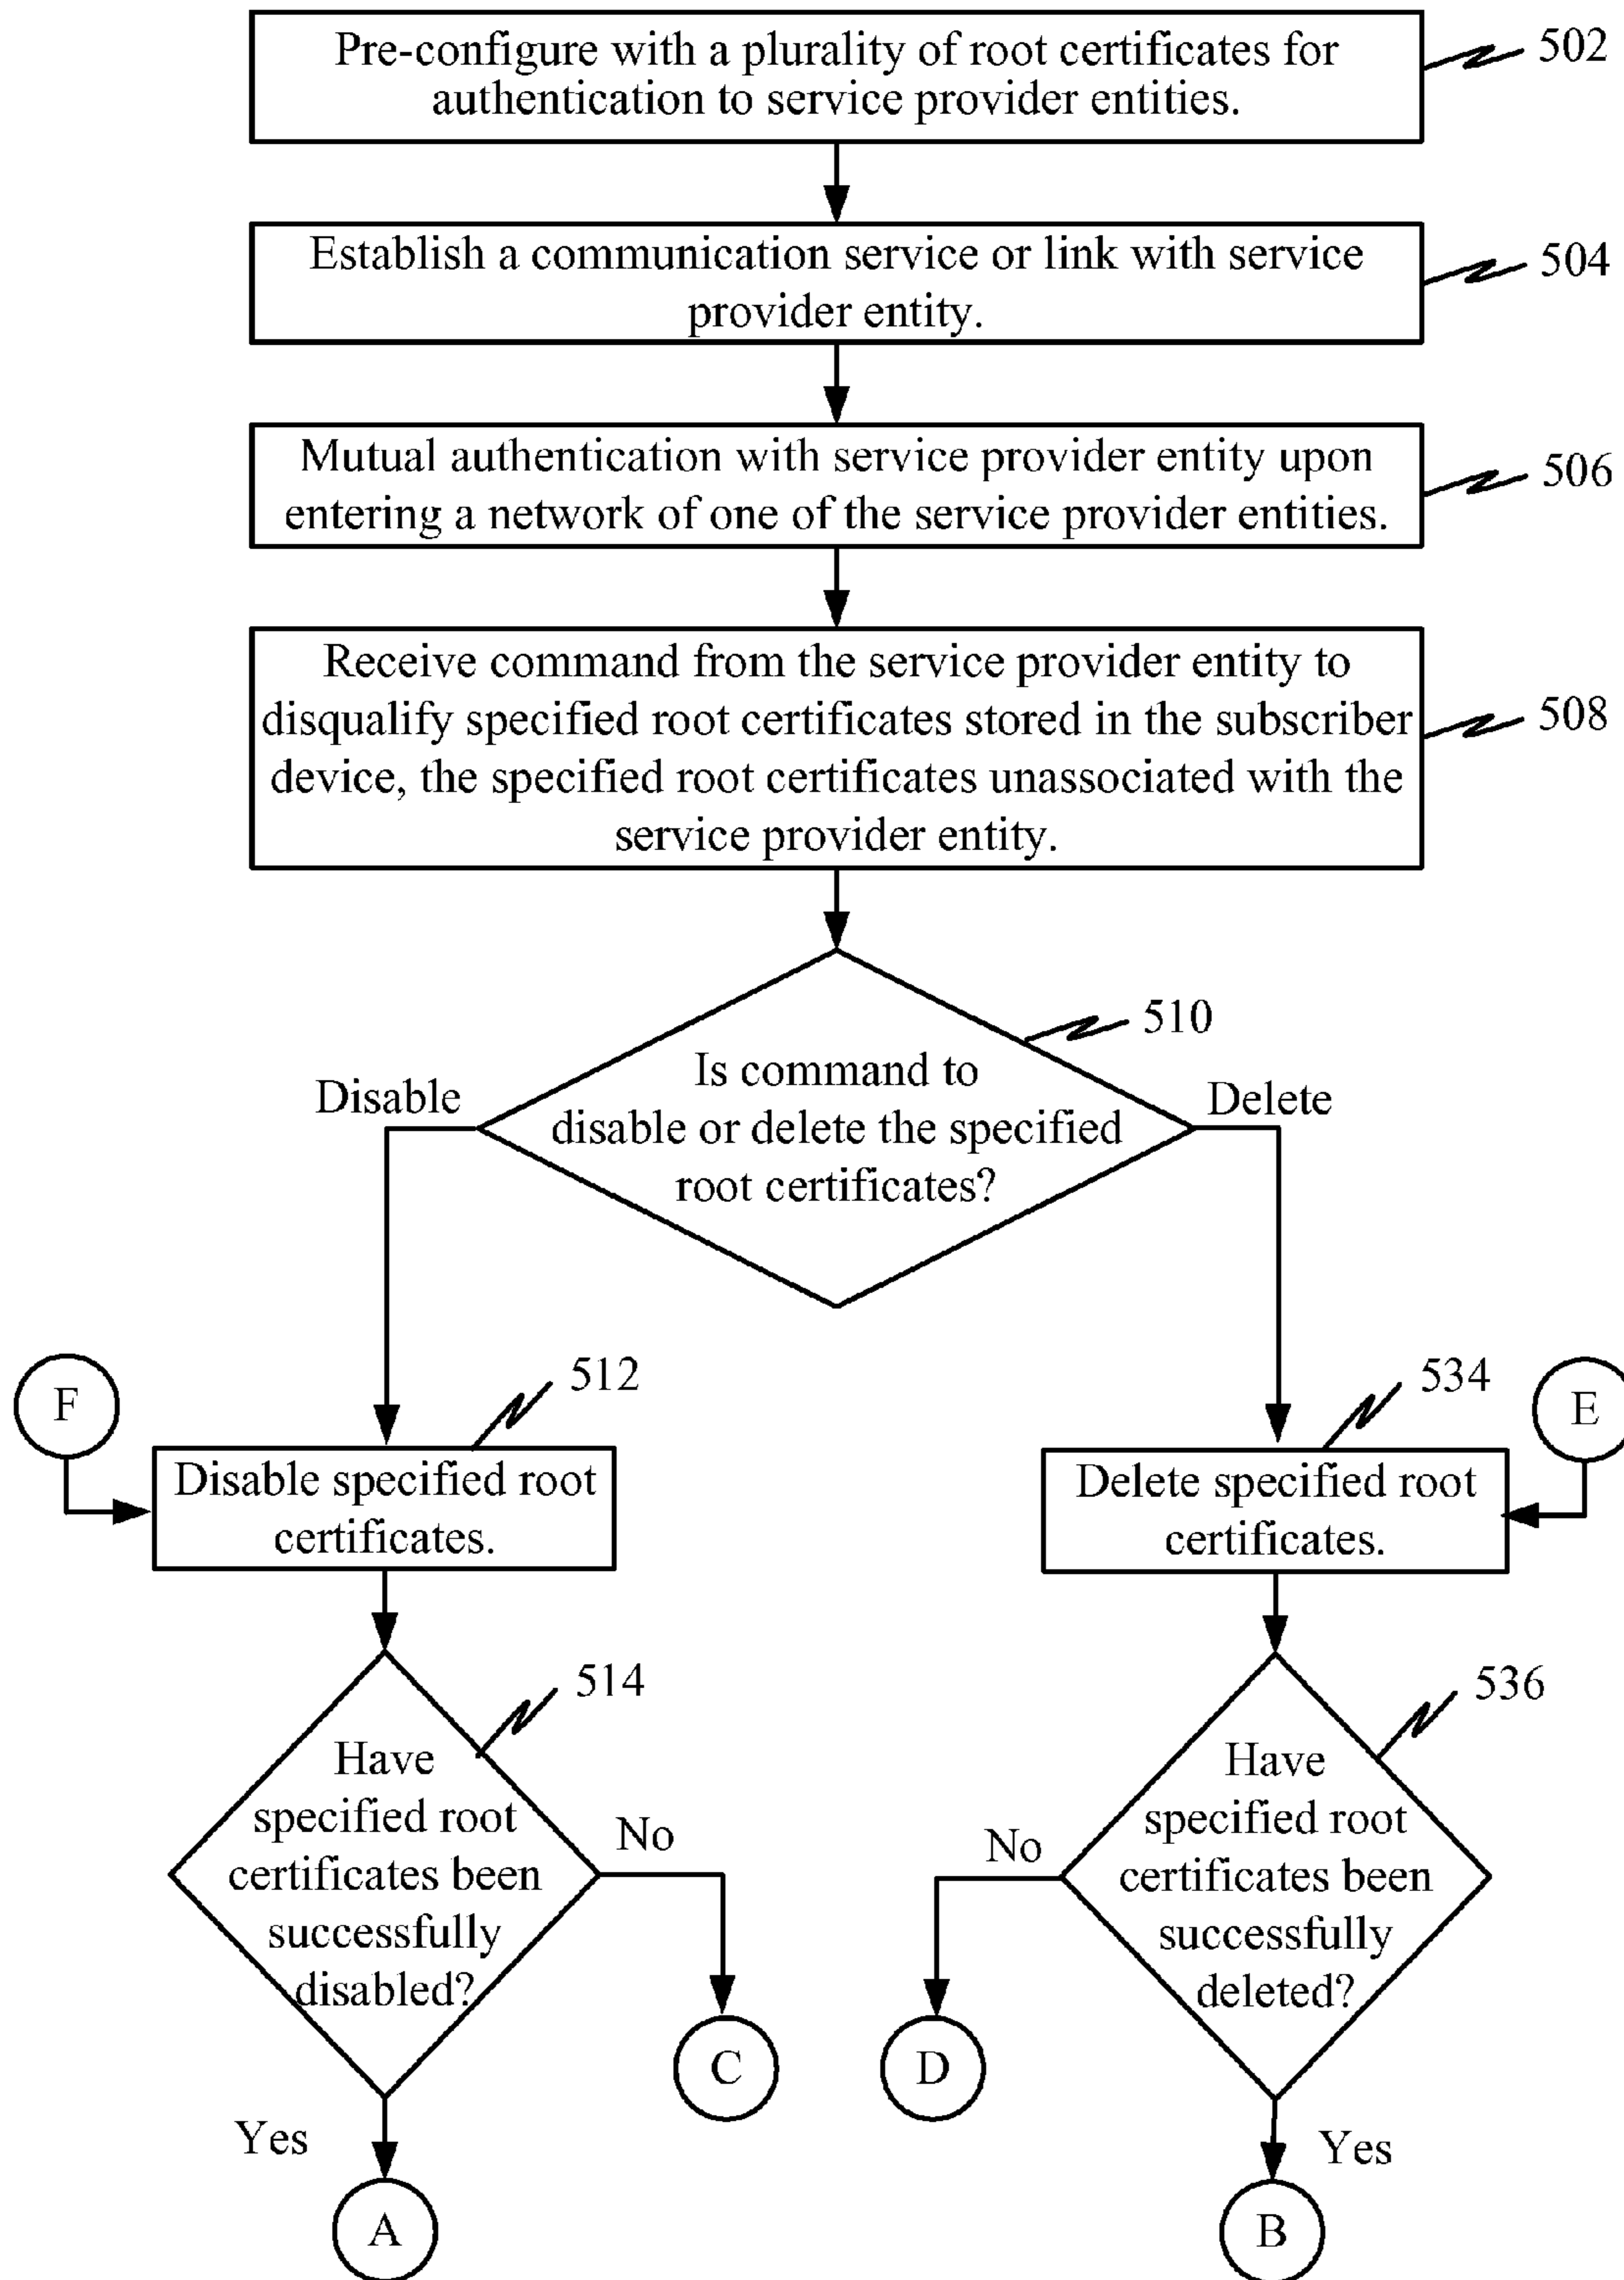 Pre-configure with a plurality of root certificates for
authentication to service provider entities.
502
Establish a communication service or link with service
provider entity.
504
Mutual authentication with service provider entity upon
entering a network of one of the service provider entities.
506
Receive command from the service provider entity to
disqualify specified root certificates stored in the subscriber
device, the specified root certificates unassociated with the
service provider entity.
508
510
Is command to
disable or delete the specified
root certificates?
Disable
Delete
F
512
Disable specified root
certificates.
534
E
Delete specified root
certificates.
514
Have
specified root
certificates been
successfully
disabled?
No
C
Yes
A
536
Have
specified root
certificates been
successfully
deleted?
No
D
Yes
B